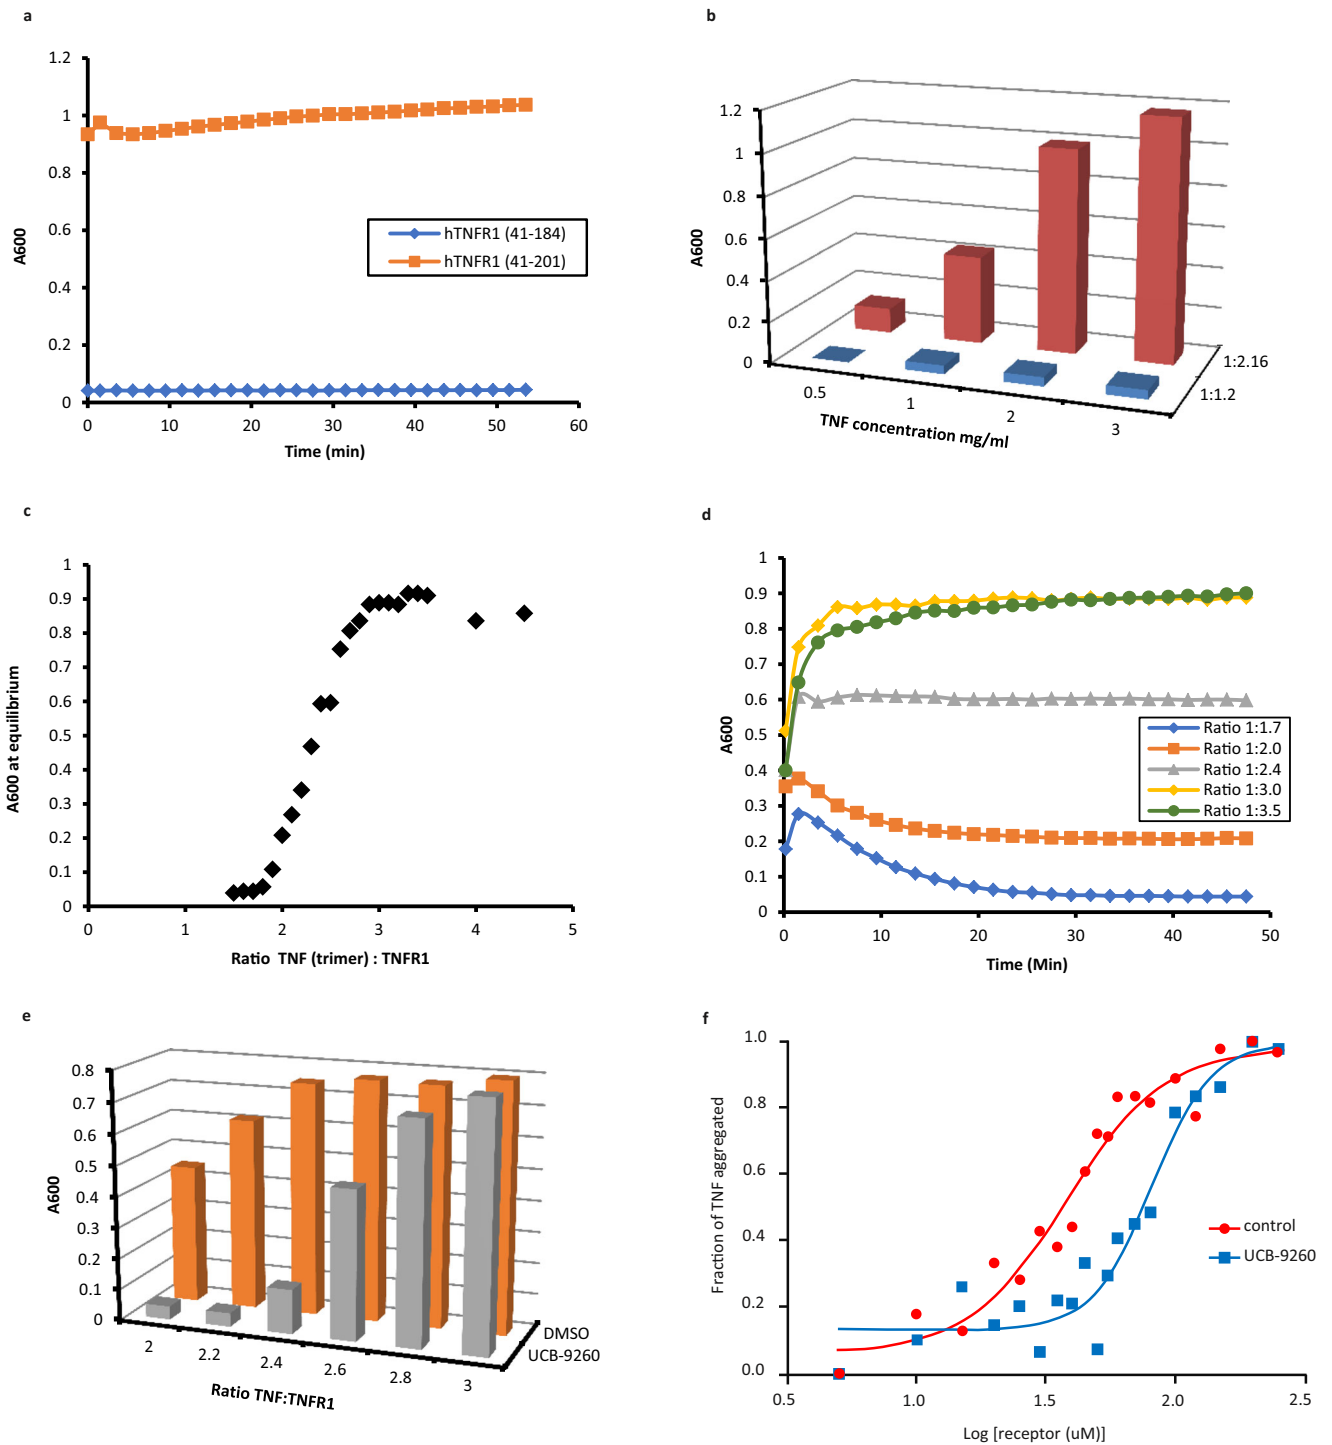 a
1.2
1
0.8
0.6
0.4
0.2
0
A600
0 10 20 30 40 50 60
Time (min)
hTNFR1 (41-184)
hTNFR1 (41-201)
b
1.2
1
0.8
0.6
0.4
0.2
0
A600
0.5 1 2 3
TNF concentration mg/ml
1:2.16
1:1.2
c
1
0.9
0.8
0.7
0.6
0.5
0.4
0.3
0.2
0.1
0
A600 at equilibrium
0 1 2 3 4 5
Ratio TNF (trimer) : TNFR1
d
1
0.9
0.8
0.7
0.6
0.5
0.4
0.3
0.2
0.1
0
A600
0 10 20 30 40 50
Time (Min)
Ratio 1:1.7
Ratio 1:2.0
Ratio 1:2.4
Ratio 1:3.0
Ratio 1:3.5
e
0.8
0.7
0.6
0.5
0.4
0.3
0.2
0.1
0
A600
2 2.2 2.4 2.6 2.8 3
Ratio TNF:TNFR1
DMSO
UCB-9260
f
1.0
0.8
0.6
0.4
0.2
0.0
Fraction of TNF aggregated
0.5 1.0 1.5 2.0 2.5
Log [receptor (uM)]
control
UCB-9260